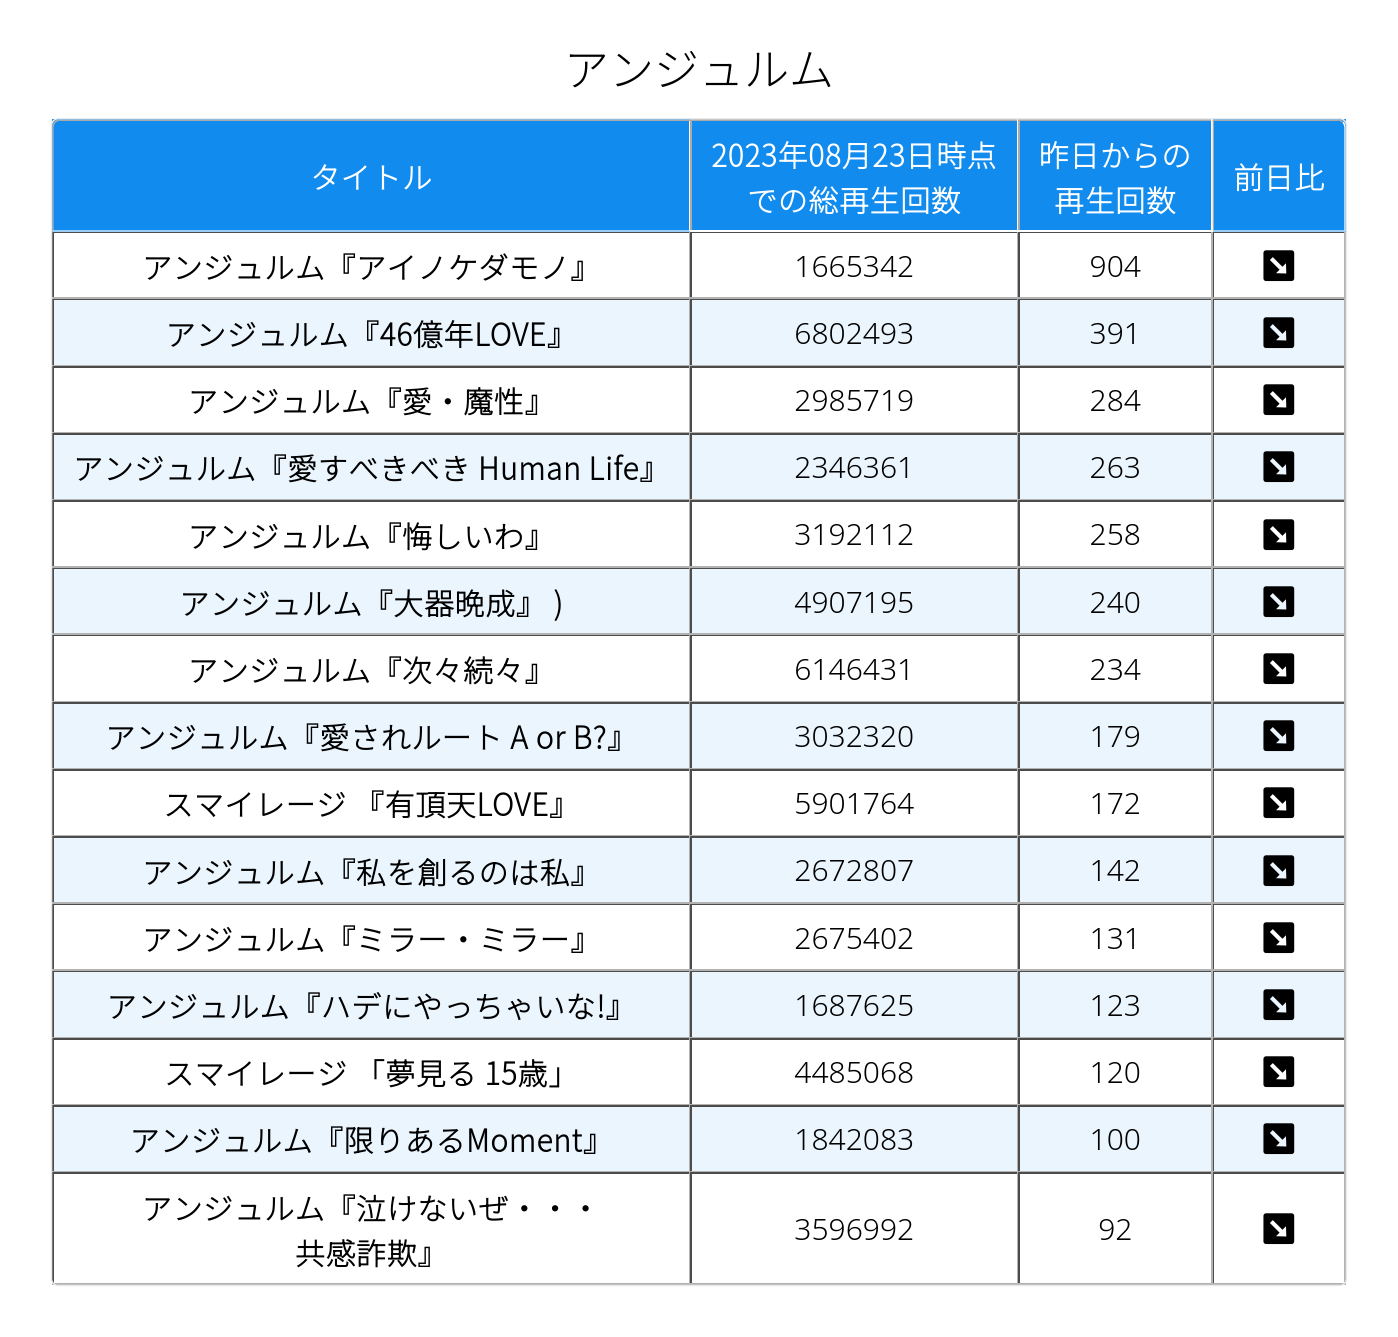 アンジュルム
タイトル 2023年08月23日時点での総再生回数 昨日からの再生回数 前日比
アンジュルム『アイノケダモノ』 1665342 904 ↘
アンジュルム『46億年LOVE』 6802493 391 ↘
アンジュルム『愛・魔性』 2985719 284 ↘
アンジュルム『愛すべきべき Human Life』 2346361 263 ↘
アンジュルム『悔しいわ』 3192112 258 ↘
アンジュルム『大器晩成』 ) 4907195 240 ↘
アンジュルム『次々続々』 6146431 234 ↘
アンジュルム『愛されルート A or B?』 3032320 179 ↘
スマイレージ 『有頂天LOVE』 5901764 172 ↘
アンジュルム『私を創るのは私』 2672807 142 ↘
アンジュルム『ミラー・ミラー』 2675402 131 ↘
アンジュルム『ハデにやっちゃいな!』 1687625 123 ↘
スマイレージ 「夢見る 15歳」 4485068 120 ↘
アンジュルム『限りあるMoment』 1842083 100 ↘
アンジュルム『泣けないぜ・・・共感詐欺』 3596992 92 ↘